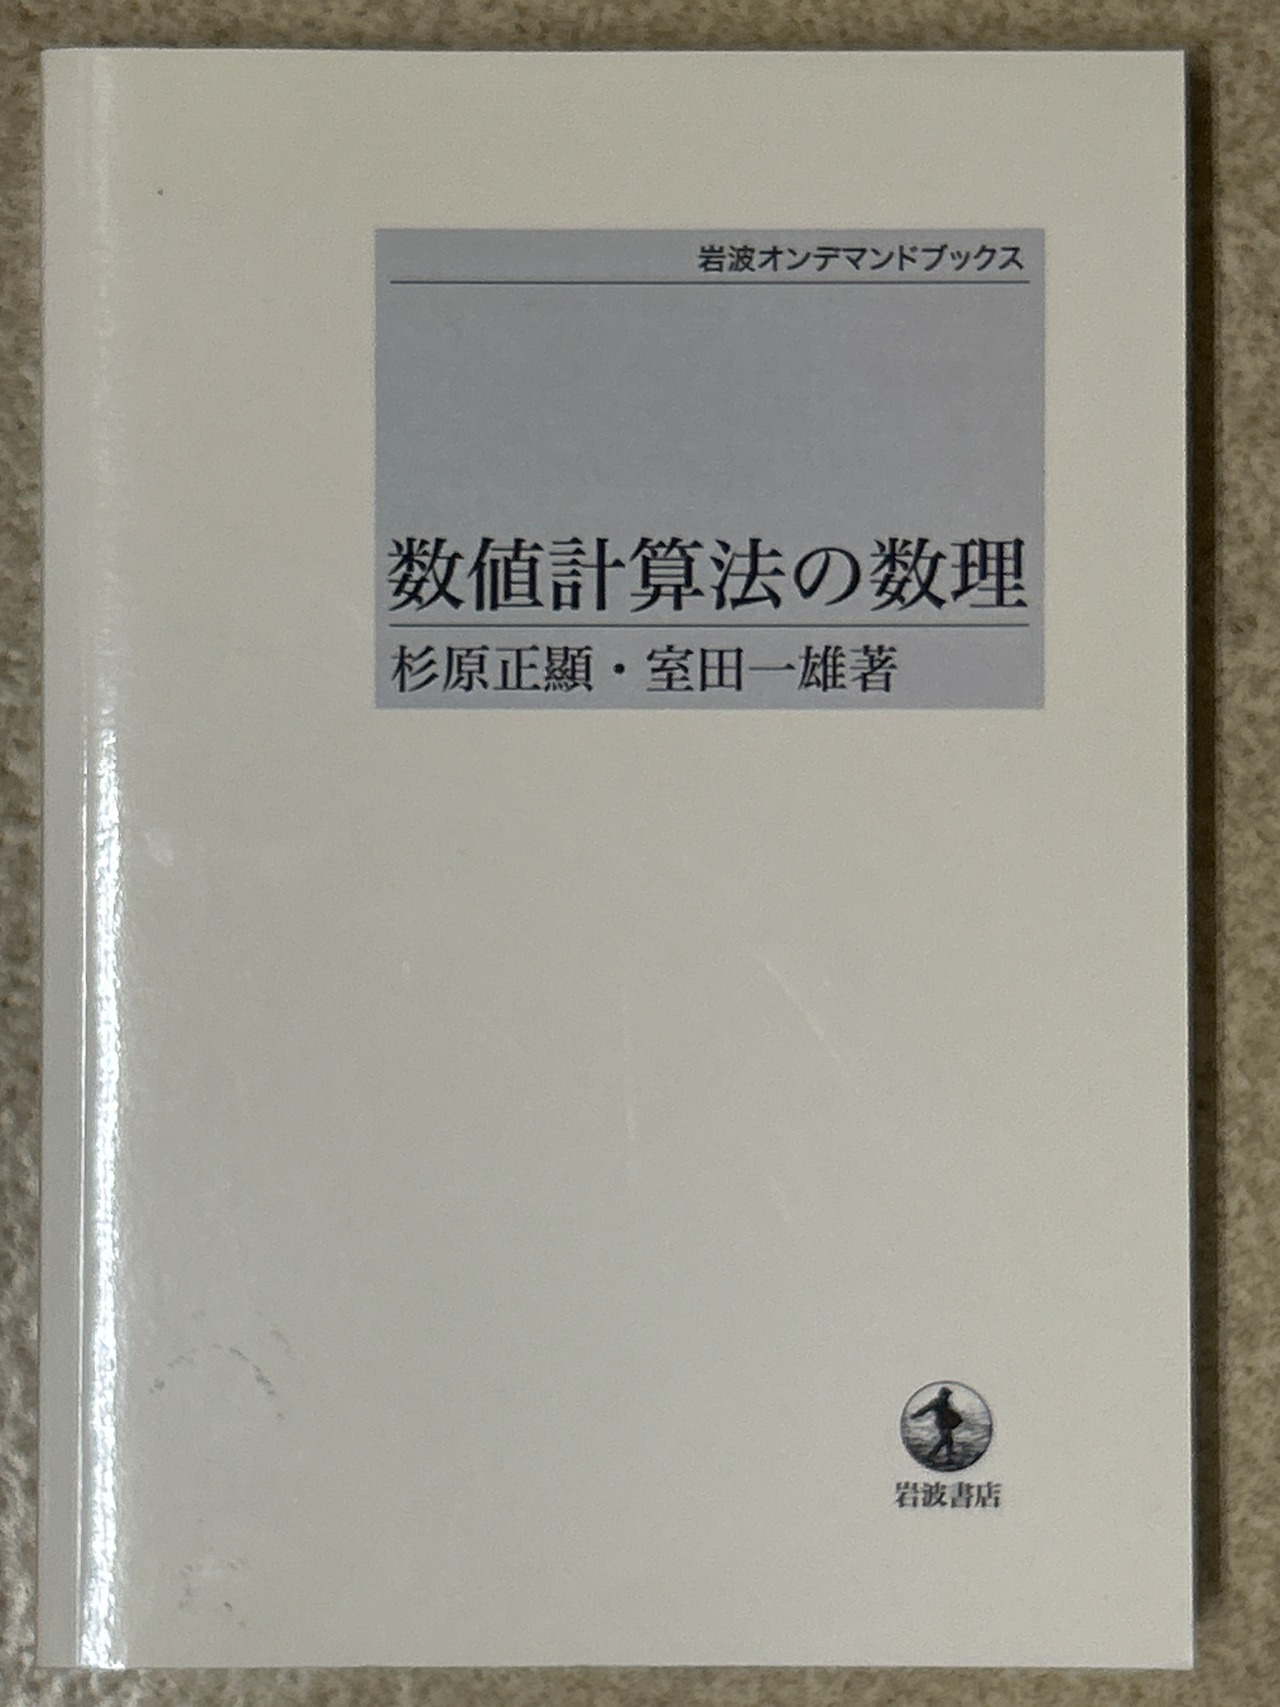 岩波オンデマンドブックス
数値計算法の数理
杉原正顯・室田一雄著
岩波書店